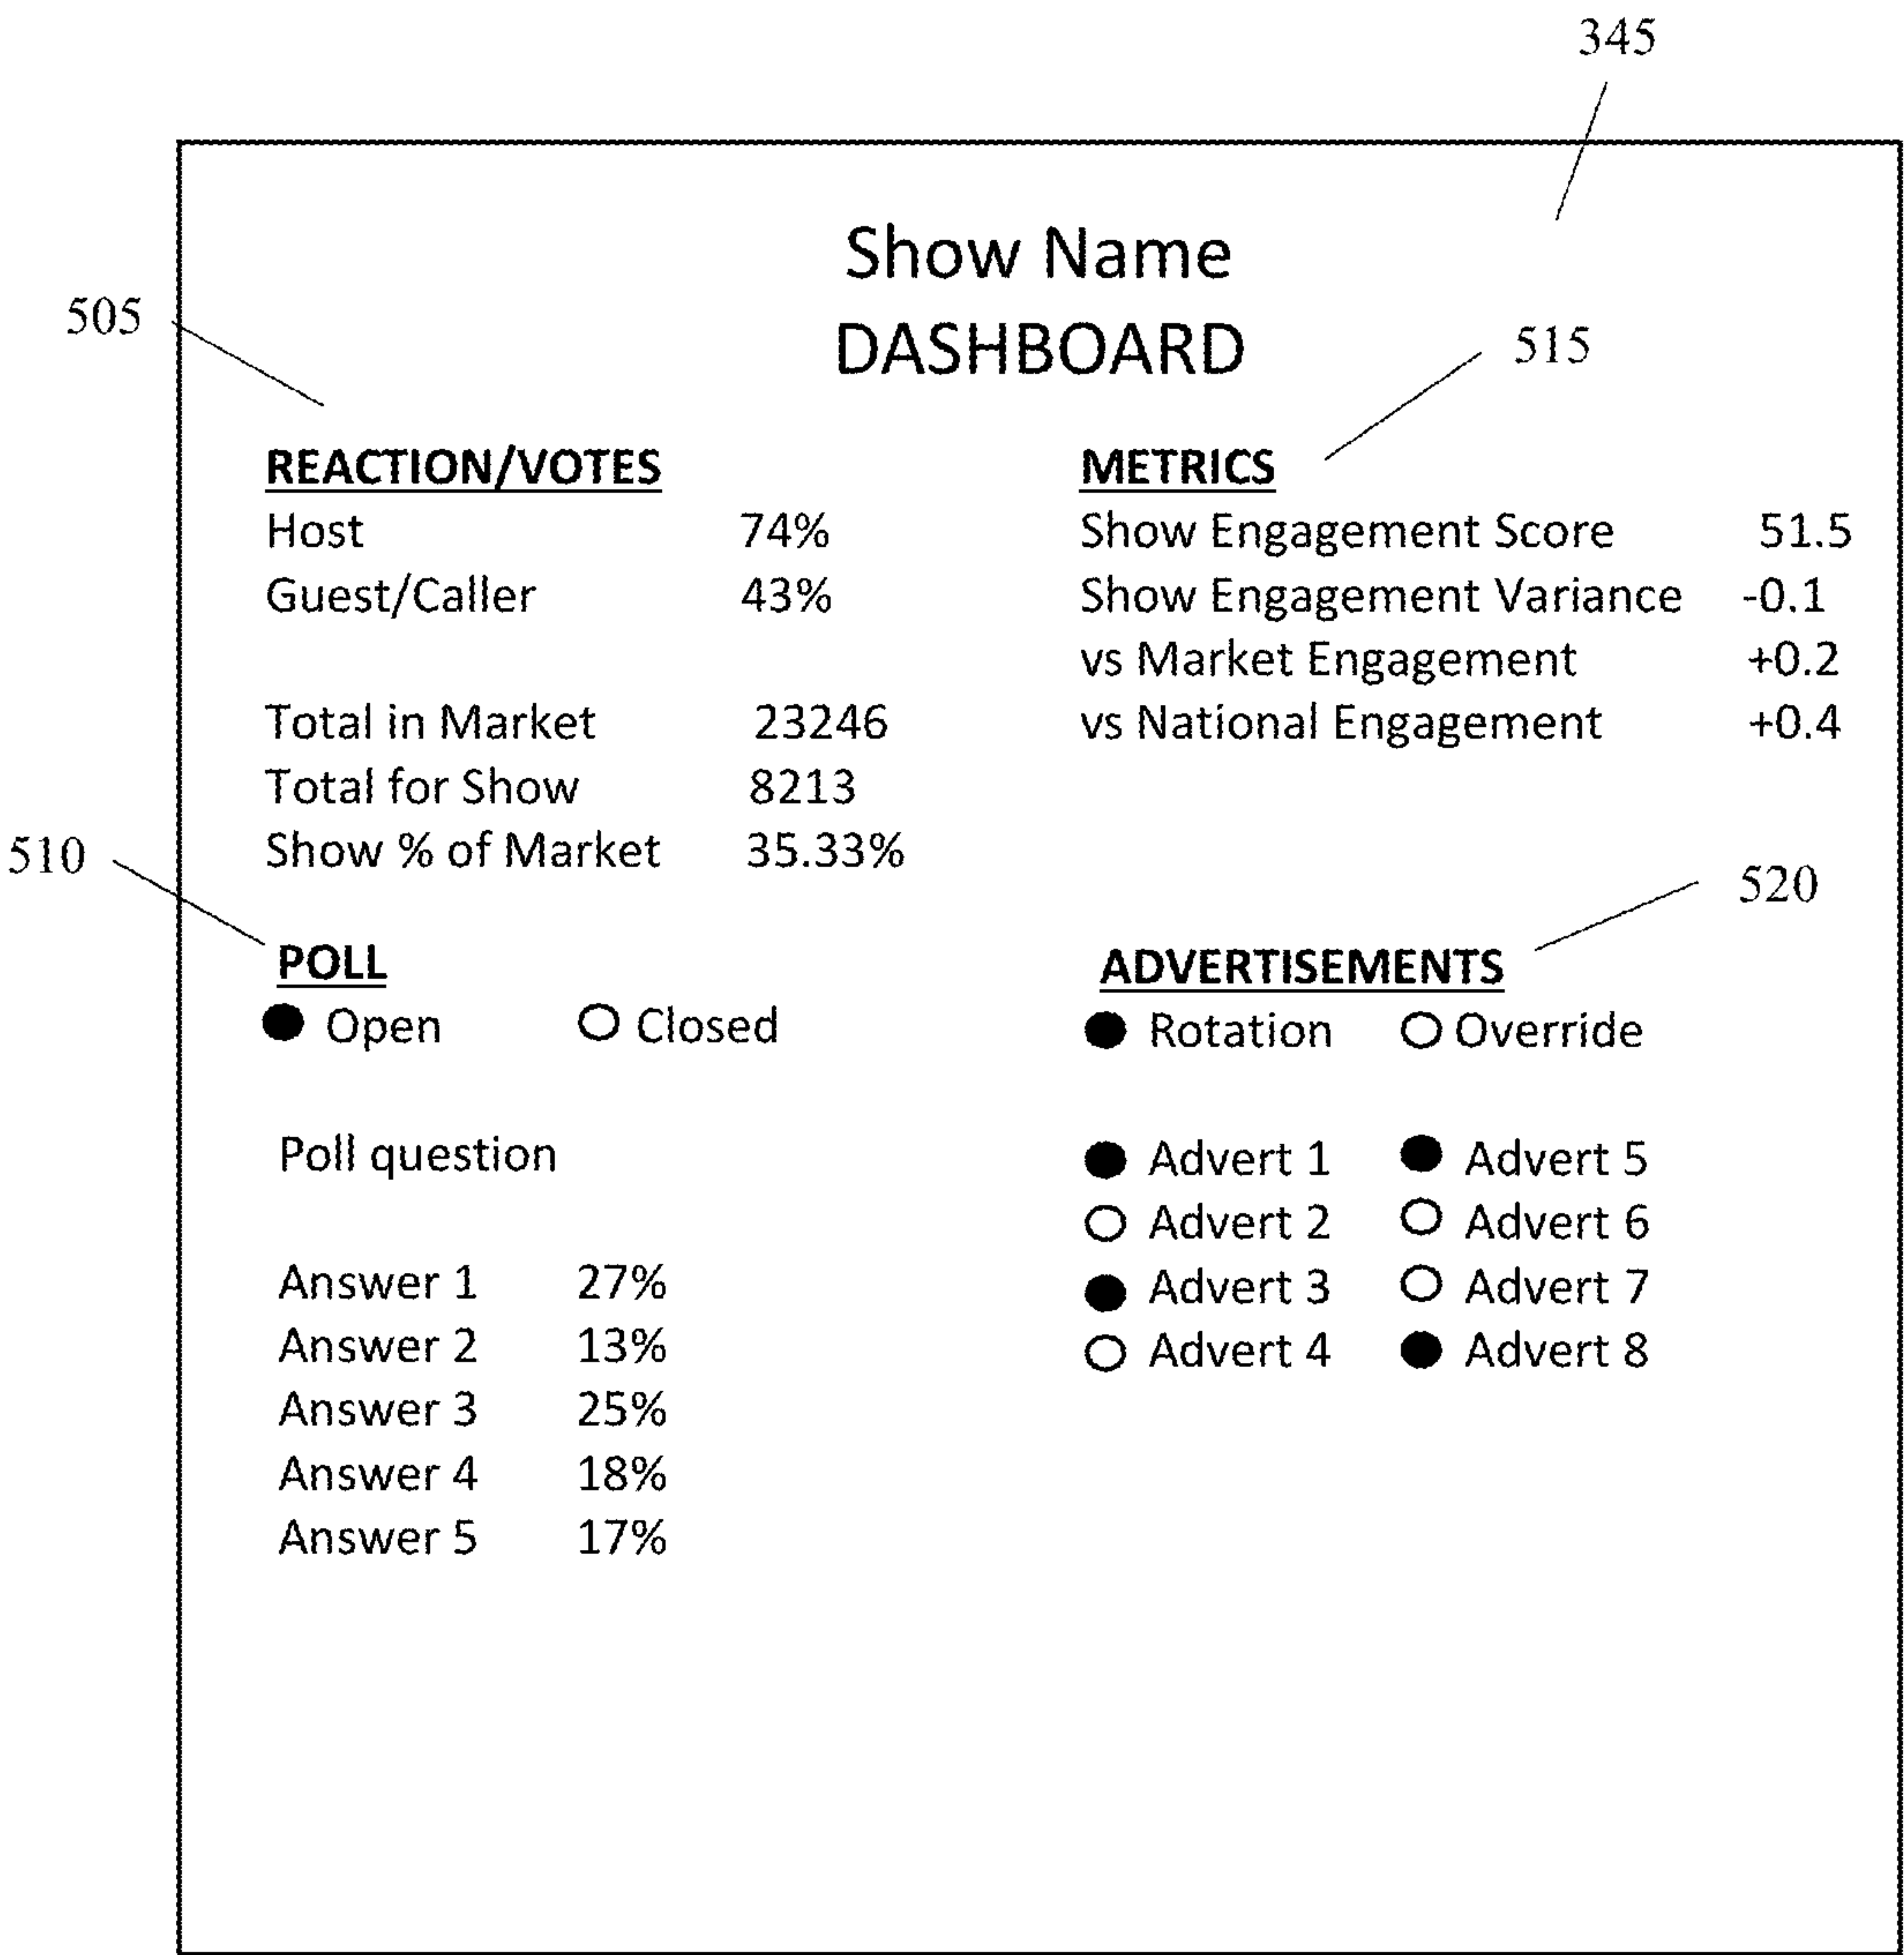 345
Show Name
DASHBOARD
505
515
REACTION/VOTES
Host 74%
Guest/Caller 43%
Total in Market 23246
Total for Show 8213
Show % of Market 35.33%
METRICS
Show Engagement Score 51.5
Show Engagement Variance -0.1
vs Market Engagement +0.2
vs National Engagement +0.4
510
520
POLL
Open Closed
Poll question
Answer 1 27%
Answer 2 13%
Answer 3 25%
Answer 4 18%
Answer 5 17%
ADVERTISEMENTS
Rotation Override
Advert 1 Advert 5
Advert 2 Advert 6
Advert 3 Advert 7
Advert 4 Advert 8